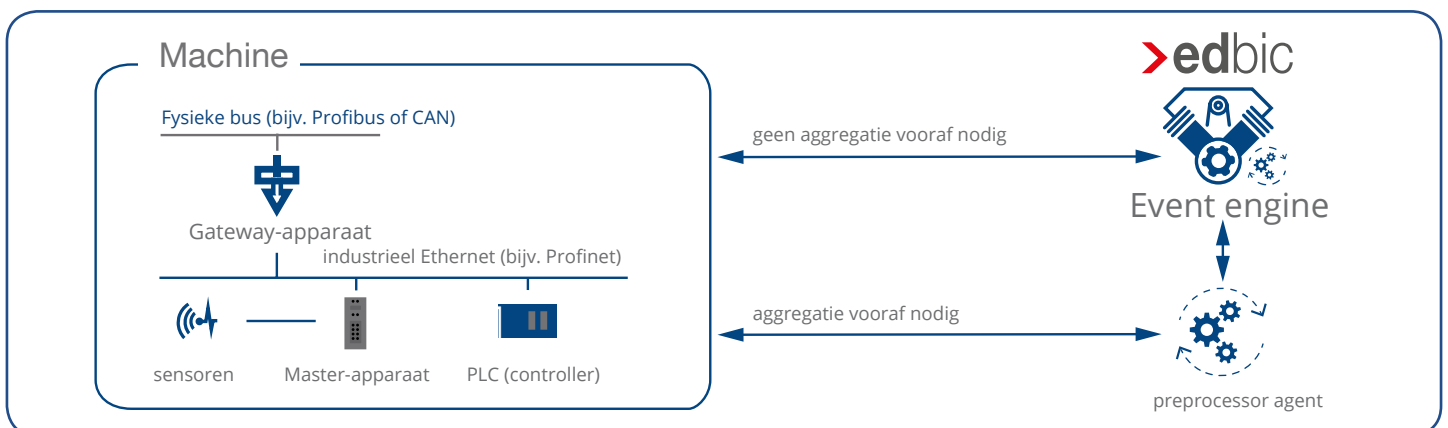 Machine
Fysieke bus (bijv. Profibus of CAN)
Gateway-apparaat
industrieel Ethernet (bijv. Profinet)
sensoren
Master-apparaat
PLC (controller)
geen aggregatie vooraf nodig
aggregatie vooraf nodig
edbic
Event engine
preprocessor agent